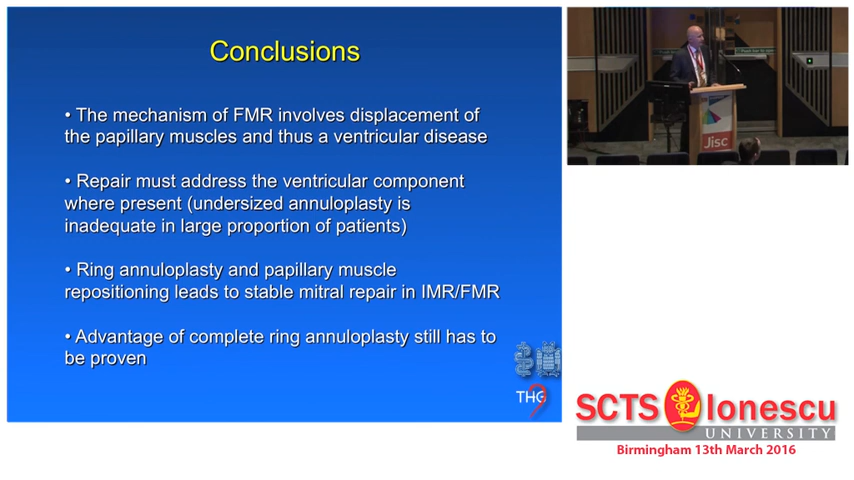 Conclusions
• The mechanism of FMR involves displacement of
the papillary muscles and thus a ventricular disease
• Repair must address the ventricular component
where present (undersized annuloplasty is
inadequate in large proportion of patients)
• Ring annuloplasty and papillary muscle
repositioning leads to stable mitral repair in IMR/FMR
• Advantage of complete ring annuloplasty still has to
be proven
THG
Jisc
SCTS Ionescu
UNIVERSITY
Birmingham 13th March 2016